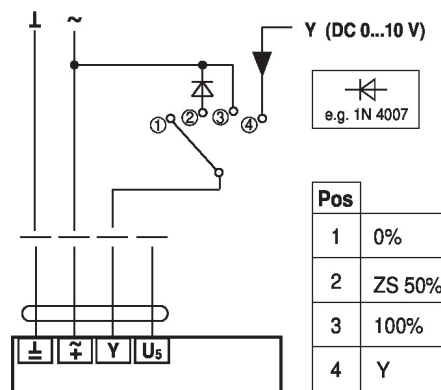 ⊥ ~ Y (DC 0...10 V)
① ② ③ ④
e.g. 1N 4007
Pos
1 0%
2 ZS 50%
3 100%
4 Y
⊥ ~+ Y U₅